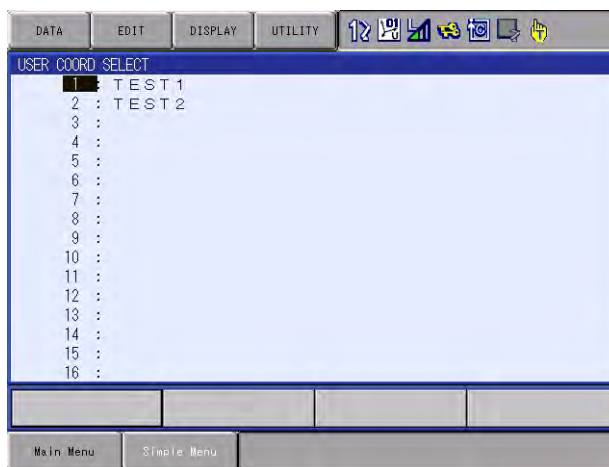 DATA EDIT DISPLAY UTILITY
USER COORD SELECT
1 : TEST1
2 : TEST2
3 :
4 :
5 :
6 :
7 :
8 :
9 :
10 :
11 :
12 :
13 :
14 :
15 :
16 :
Main Menu Simple Menu